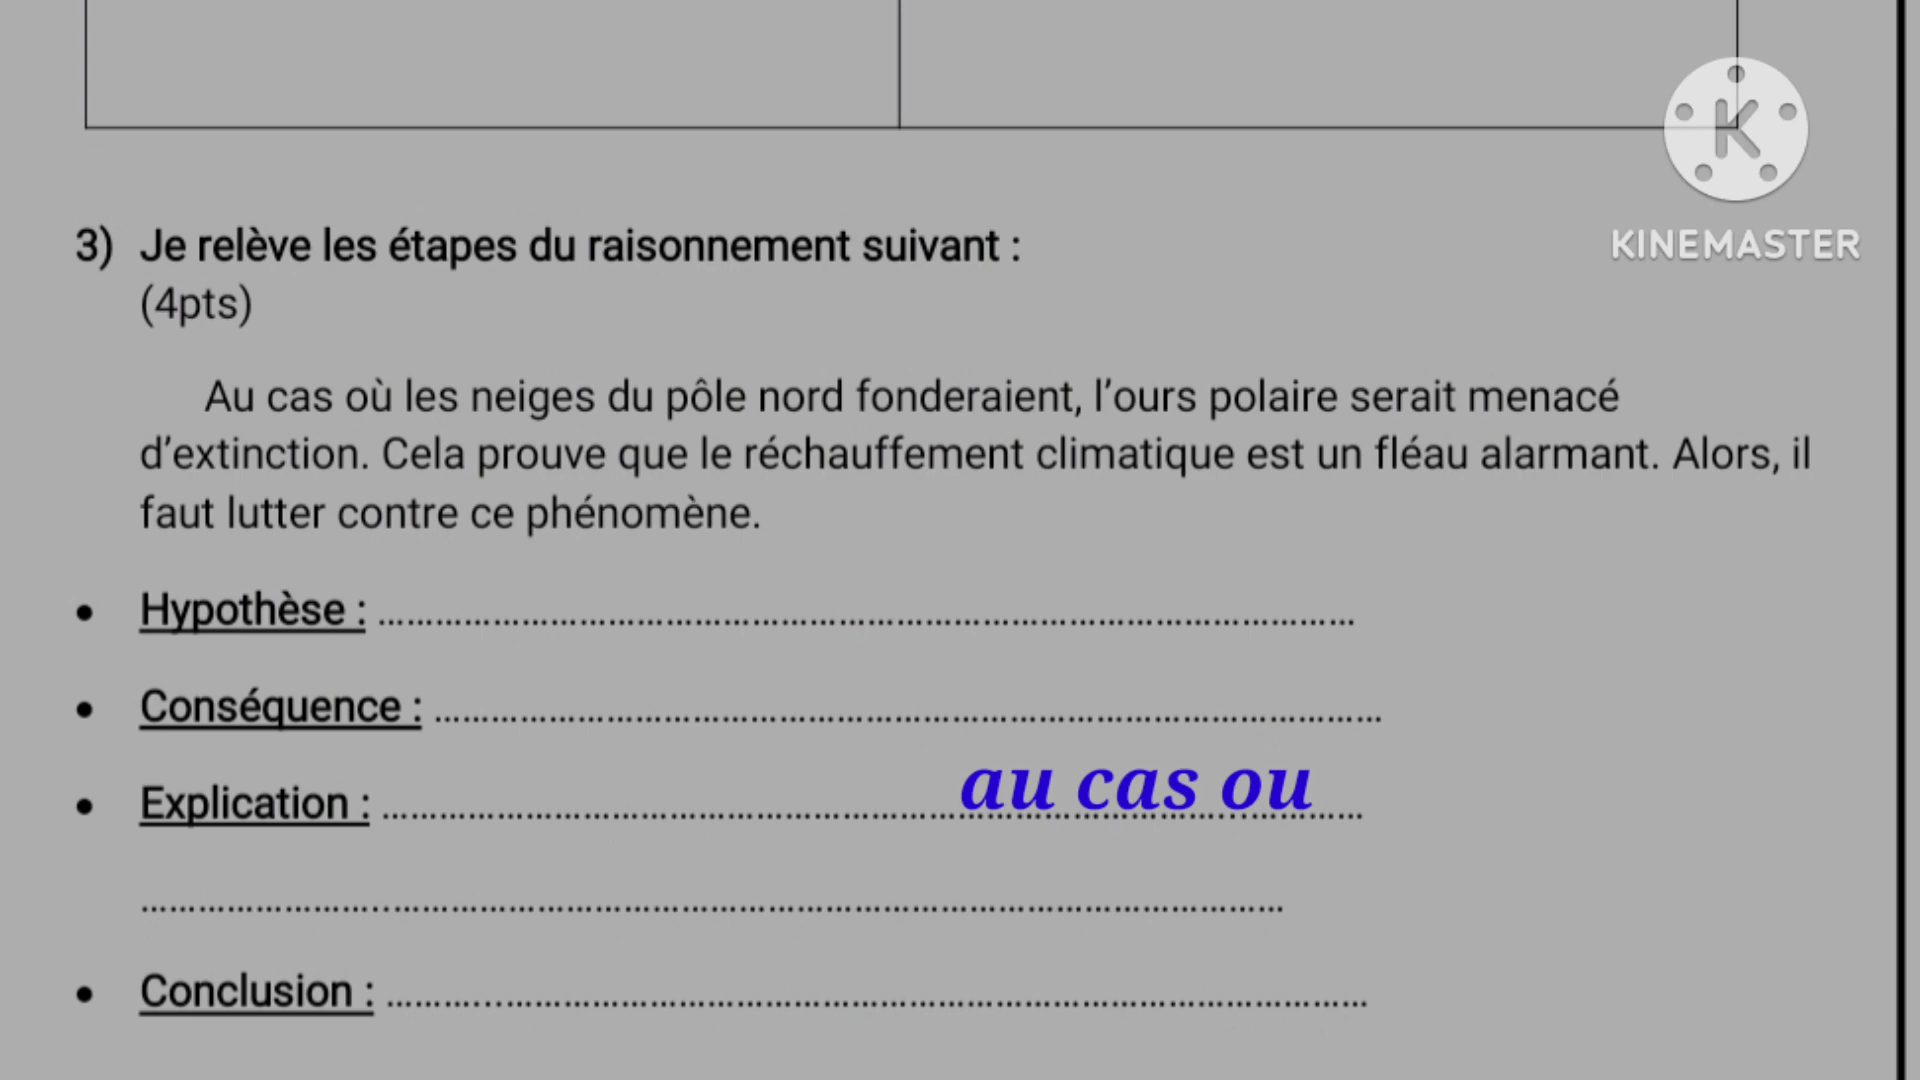 KINEMASTER
3) Je relève les étapes du raisonnement suivant :
(4pts)
Au cas où les neiges du pôle nord fonderaient, l’ours polaire serait menacé
d’extinction. Cela prouve que le réchauffement climatique est un fléau alarmant. Alors, il
faut lutter contre ce phénomène.
• Hypothèse : ........................................................................
• Conséquence : ........................................................................
au cas ou
• Explication : ........................................................................
........................................................................
• Conclusion : ........................................................................